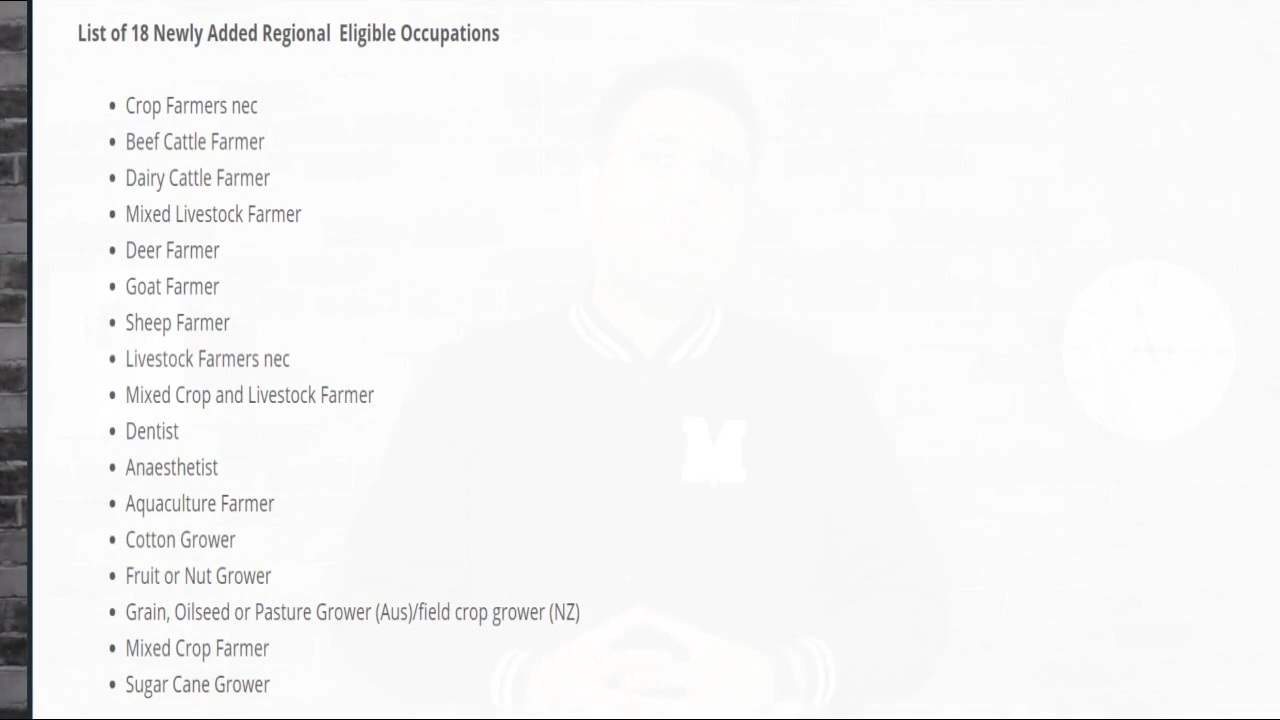 List of 18 Newly Added Regional Eligible Occupations
• Crop Farmers nec
• Beef Cattle Farmer
• Dairy Cattle Farmer
• Mixed Livestock Farmer
• Deer Farmer
• Goat Farmer
• Sheep Farmer
• Livestock Farmers nec
• Mixed Crop and Livestock Farmer
• Dentist
• Anaesthetist
• Aquaculture Farmer
• Cotton Grower
• Fruit or Nut Grower
• Grain, Oilseed or Pasture Grower (Aus)/field crop grower (NZ)
• Mixed Crop Farmer
• Sugar Cane Grower
M